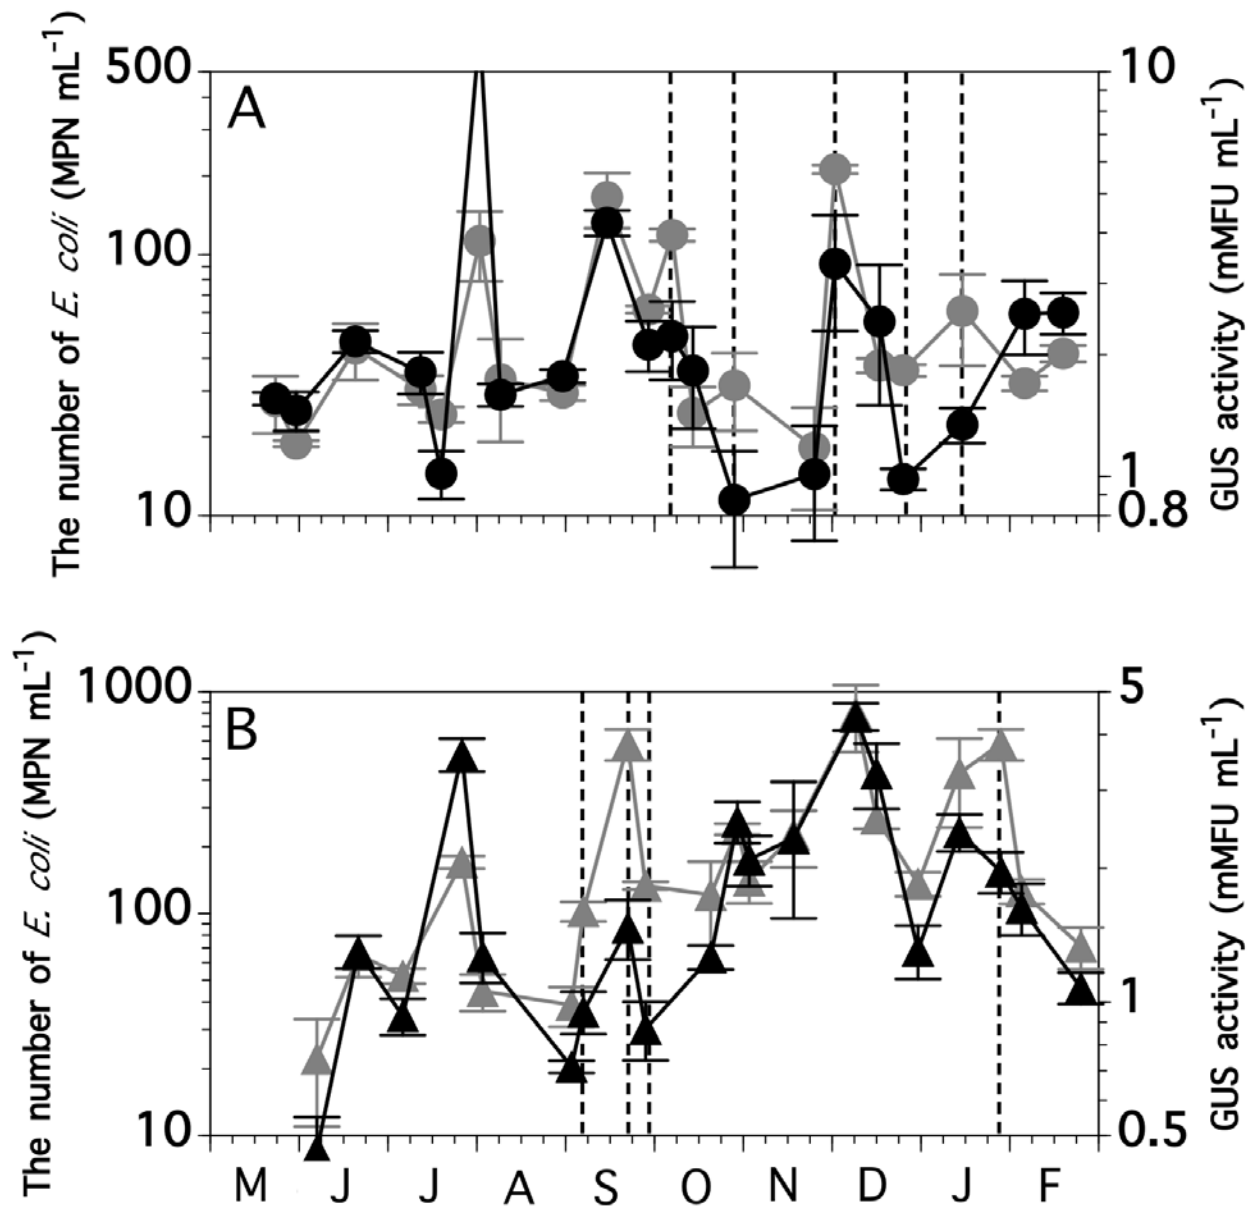 The number of E. coli (MPN mL⁻¹)
500
100
10
A
10
1
0.8
GUS activity (mMFU mL⁻¹)
The number of E. coli (MPN mL⁻¹)
1000
100
10
B
5
1
0.5
GUS activity (mMFU mL⁻¹)
M J J A S O N D J F